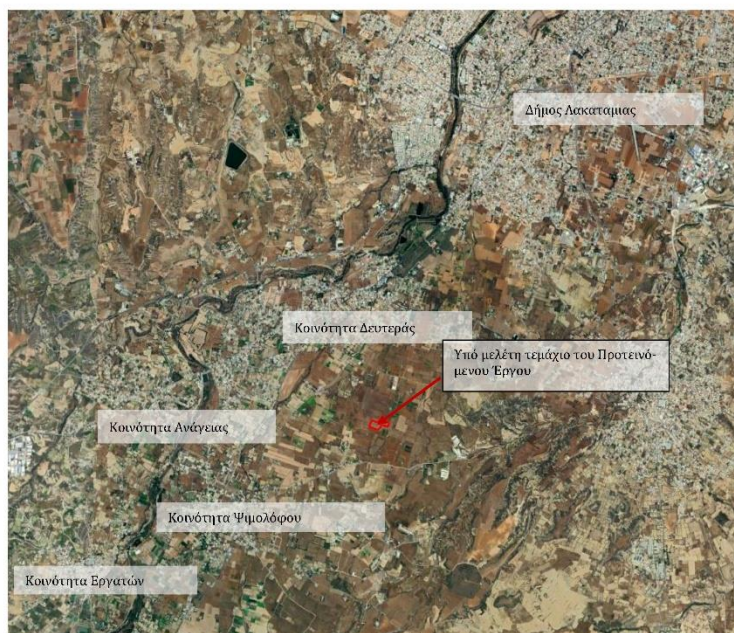 Δήμος Λακαταμιας
Κοινότητα Δευτεράς
Υπό μελέτη τεμάχιο του Προτεινό-
μενου Έργου
Κοινότητα Ανάγειας
Κοινότητα Ψιμολόφου
Κοινότητα Εργατών